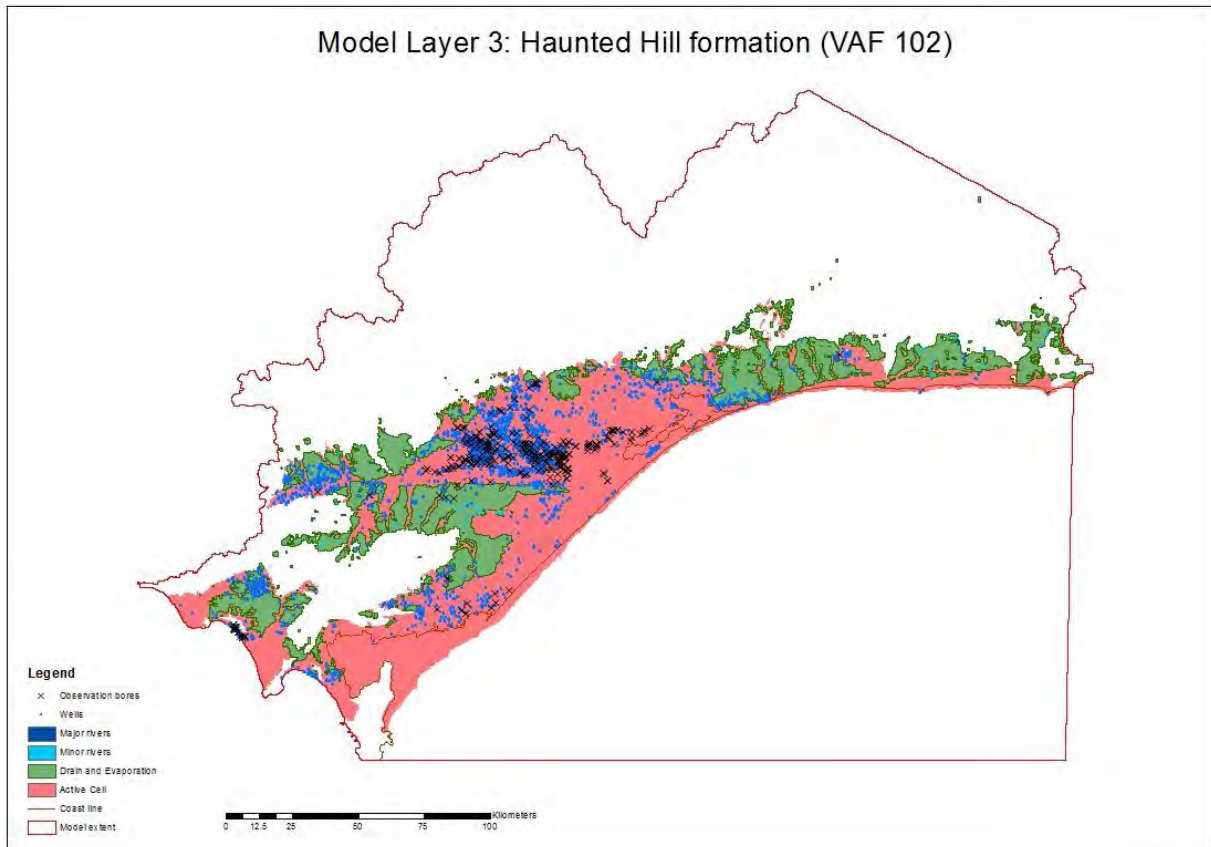 Model Layer 3: Haunted Hill formation (VAF 102)
Legend
Observation bores
Wells
Major rivers
Minor rivers
Drain and Evaporation
Active Cell
Coast line
Model extent
Kilometers
0 12.5 25 50 75 100